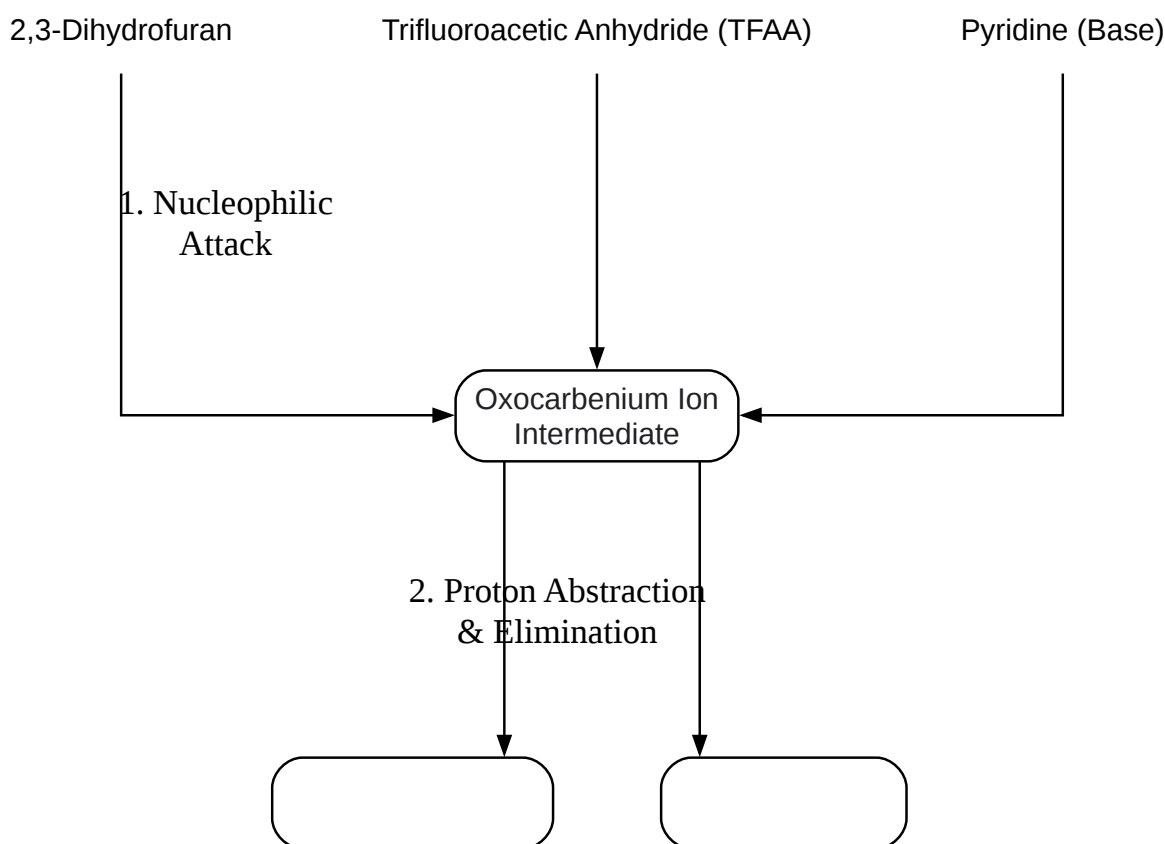 2,3-Dihydrofuran
Trifluoroacetic Anhydride (TFAA)
Pyridine (Base)
1. Nucleophilic
Attack
Oxocarbenium Ion
Intermediate
2. Proton Abstraction
& Elimination